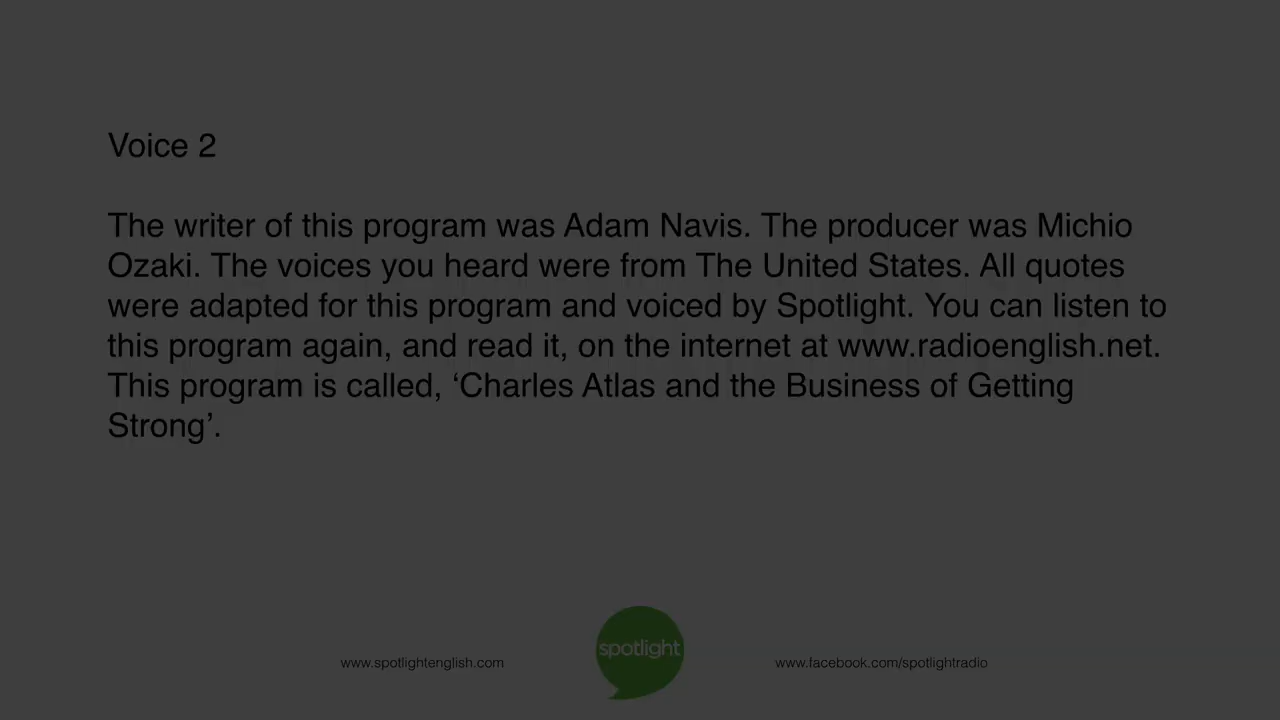 Voice 2
The writer of this program was Adam Navis. The producer was Michio
Ozaki. The voices you heard were from The United States. All quotes
were adapted for this program and voiced by Spotlight. You can listen to
this program again, and read it, on the internet at www.radioenglish.net.
This program is called, ‘Charles Atlas and the Business of Getting
Strong’.
spotlight
www.spotlightenglish.com
www.facebook.com/spotlightradio